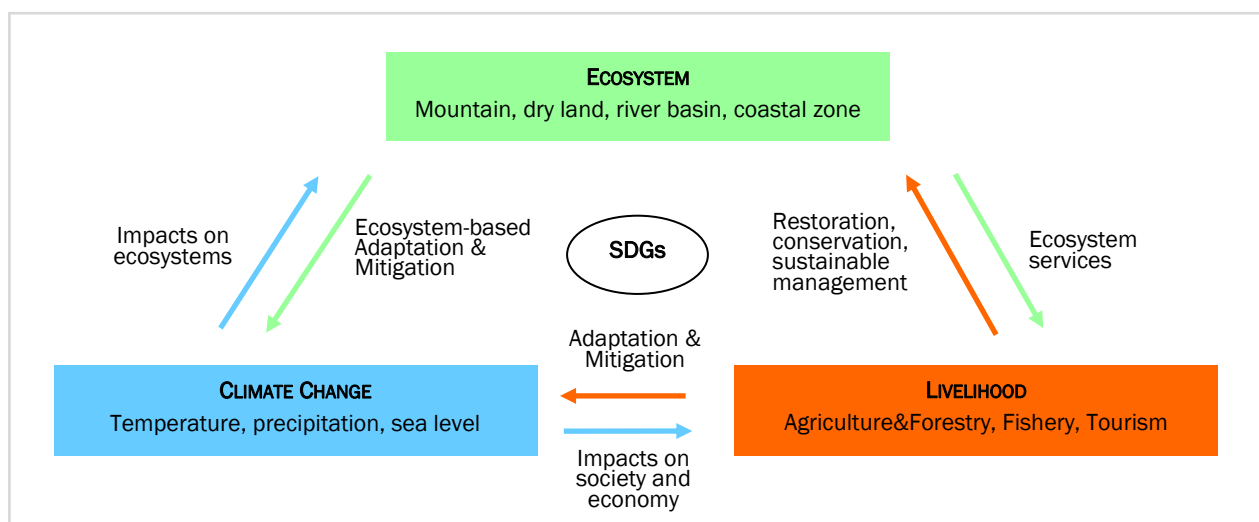 ECOSYSTEM
Mountain, dry land, river basin, coastal zone
Impacts on
ecosystems
Ecosystem-based
Adaptation &
Mitigation
SDGs
Restoration,
conservation,
sustainable
management
Ecosystem
services
Adaptation &
Mitigation
CLIMATE CHANGE
Temperature, precipitation, sea level
LIVELIHOOD
Agriculture&Forestry, Fishery, Tourism
Impacts on
society and
economy